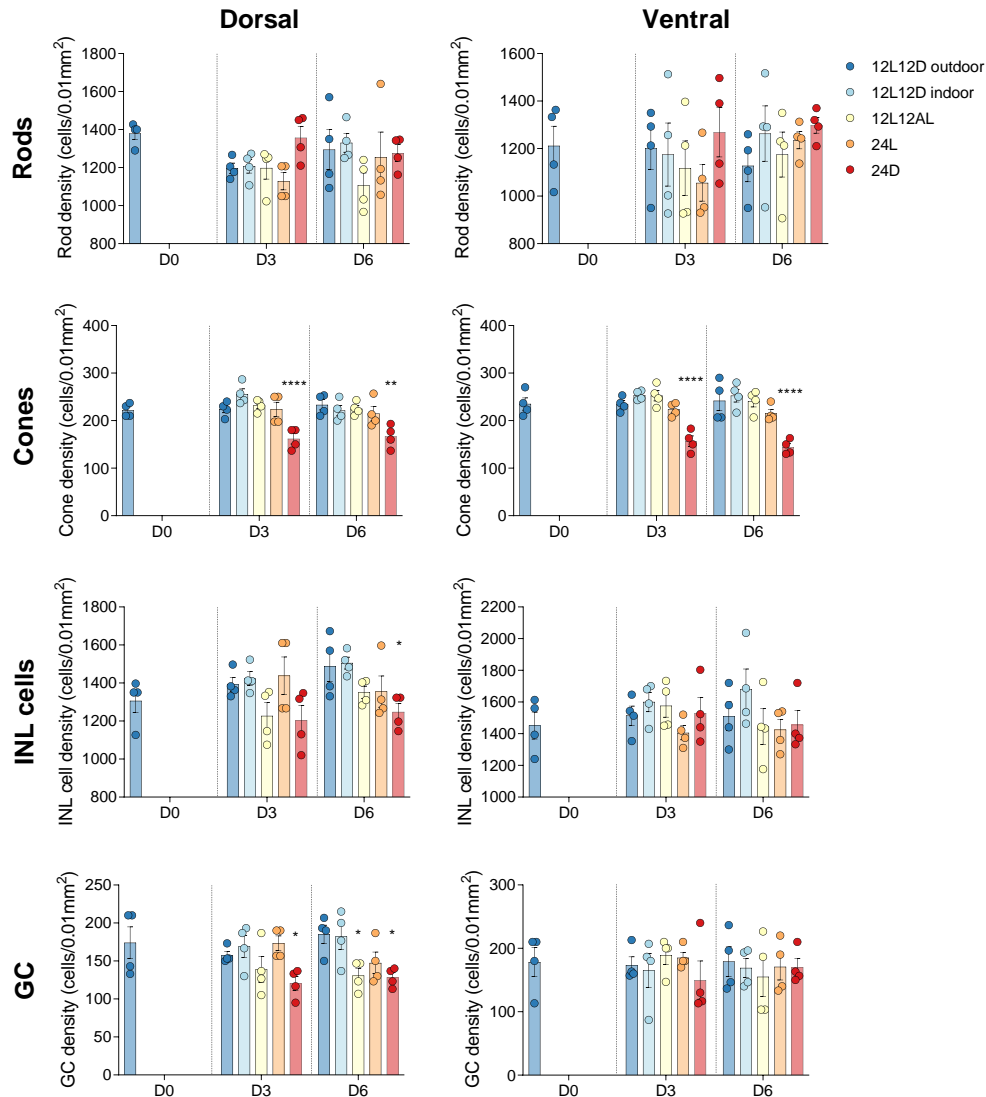 Dorsal
Ventral
12L12D outdoor
12L12D indoor
12L12AL
24L
24D
Rods
Rod density (cells/0.01mm²)
1800
1600
1400
1200
1000
800
D0
D3
D6
Rod density (cells/0.01mm²)
1600
1400
1200
1000
800
D0
D3
D6
Cones
Cone density (cells/0.01mm²)
400
300
200
100
0
****
**
D0
D3
D6
Cone density (cells/0.01mm²)
400
300
200
100
0
****
****
D0
D3
D6
INL cells
INL cell density (cells/0.01mm²)
1800
1600
1400
1200
1000
800
*
D0
D3
D6
INL cell density (cells/0.01mm²)
2200
2000
1800
1600
1400
1200
1000
D0
D3
D6
GC
GC density (cells/0.01mm²)
250
200
150
100
50
0
*
*
*
D0
D3
D6
GC density (cells/0.01mm²)
300
200
100
0
D0
D3
D6